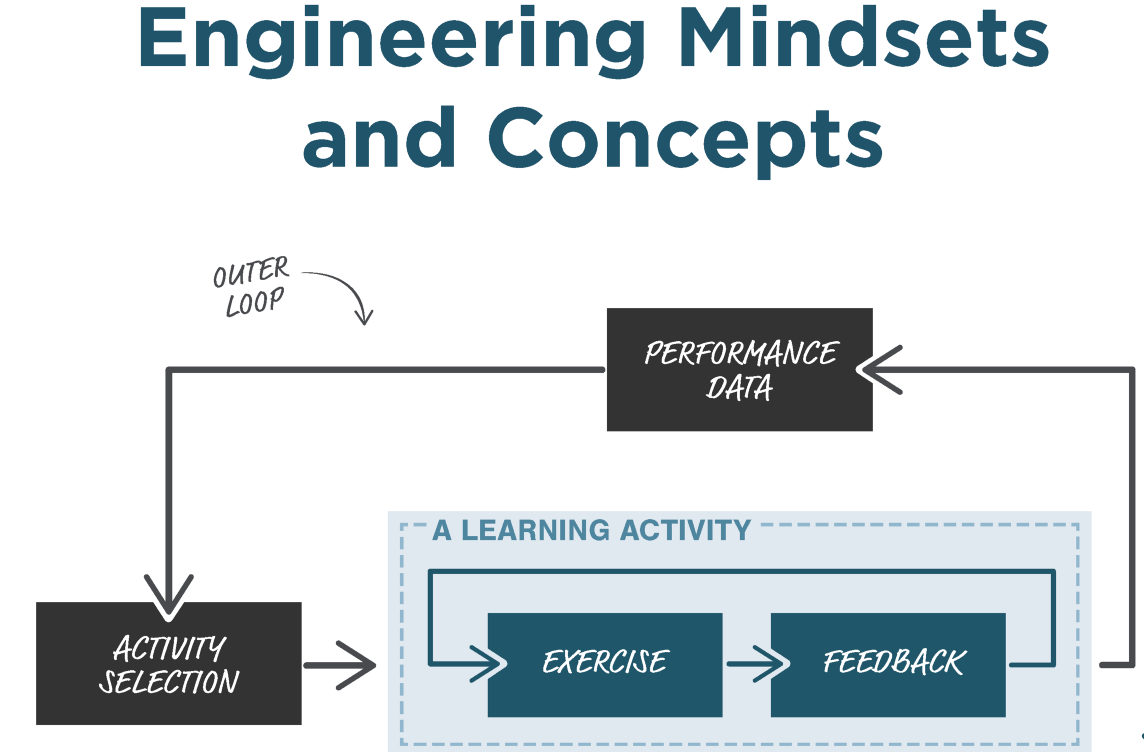 Engineering Mindsets
and Concepts
OUTER
LOOP
PERFORMANCE
DATA
A LEARNING ACTIVITY
ACTIVITY
SELECTION
EXERCISE
FEEDBACK